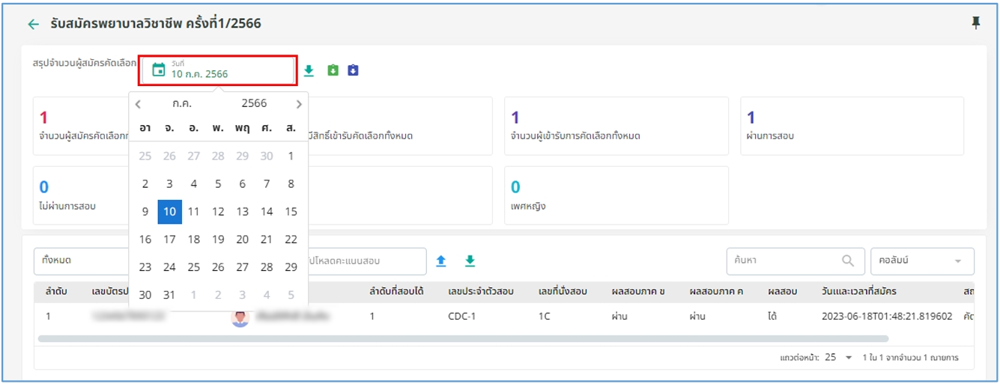 รับสมัครพยาบาลวิชาชีพ ครั้งที่1/2566
สรุปจำนวนผู้สมัครคัดเลือก
วันที่
10 ก.ค. 2566
ก.ค. 2566
อา จ. อ. พ. พฤ ศ. ส.
25 26 27 28 29 30 1
2 3 4 5 6 7 8
9 10 11 12 13 14 15
16 17 18 19 20 21 22
23 24 25 26 27 28 29
30 31 1 2 3 4 5
1
จำนวนผู้สมัครคัดเลือก
มีสิทธิ์เข้ารับคัดเลือกทั้งหมด
1
จำนวนผู้เข้ารับการคัดเลือกทั้งหมด
1
ผ่านการสอบ
0
ไม่ผ่านการสอบ
0
เพศหญิง
ทั้งหมด
ปโหลดคะแนนสอบ
ค้นหา
คอลัมน์
ลำดับ เลขบัตรป ลำดับที่สอบได้ เลขประจำตัวสอบ เลขที่นั่งสอบ ผลสอบภาค ข ผลสอบภาค ค ผลสอบ วันและเวลาที่สมัคร สถ
1 1 CDC-1 1C ผ่าน ผ่าน ได้ 2023-06-18T01:48:21.819602 คัด
แถวต่อหน้า: 25 1 ใน 1 จากจำนวน 1 ณายการ